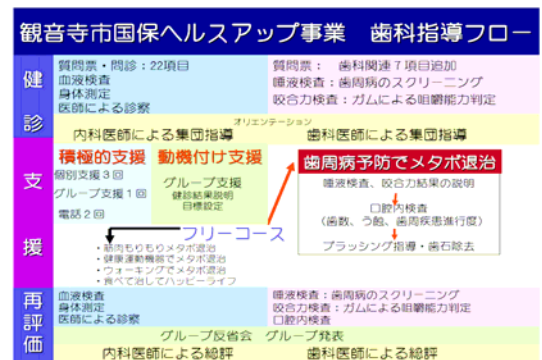 観音寺市国保ヘルスアップ事業　歯科指導フロー
健診
質問票・問診：22項目
血液検査
身体測定
医師による診察
質問票：　歯科関連７項目追加
唾液検査：歯周病のスクリーニング
咬合力検査：ガムによる咀嚼能力判定
オリエンテーション
内科医師による集団指導
歯科医師による集団指導
支援
積極的支援
個別支援３回
グループ支援１回
電話２回
動機付け支援
グループ支援
健診結果説明
目標設定
フリーコース
・筋肉もりもりメタボ退治
・健康運動機器でメタボ退治
・ウォーキングでメタボ退治
・食べて治してハッピーライフ
歯周病予防でメタボ退治
唾液検査、咬合力結果の説明
口腔内検査
（歯数、う蝕、歯周疾患進行度）
ブラッシング指導・歯石除去
再評価
血液検査
身体測定
医師による診察
唾液検査：歯周病のスクリーニング
咬合力検査：ガムによる咀嚼能力判定
口腔内検査
グループ反省会　グループ発表
内科医師による総評
歯科医師による総評